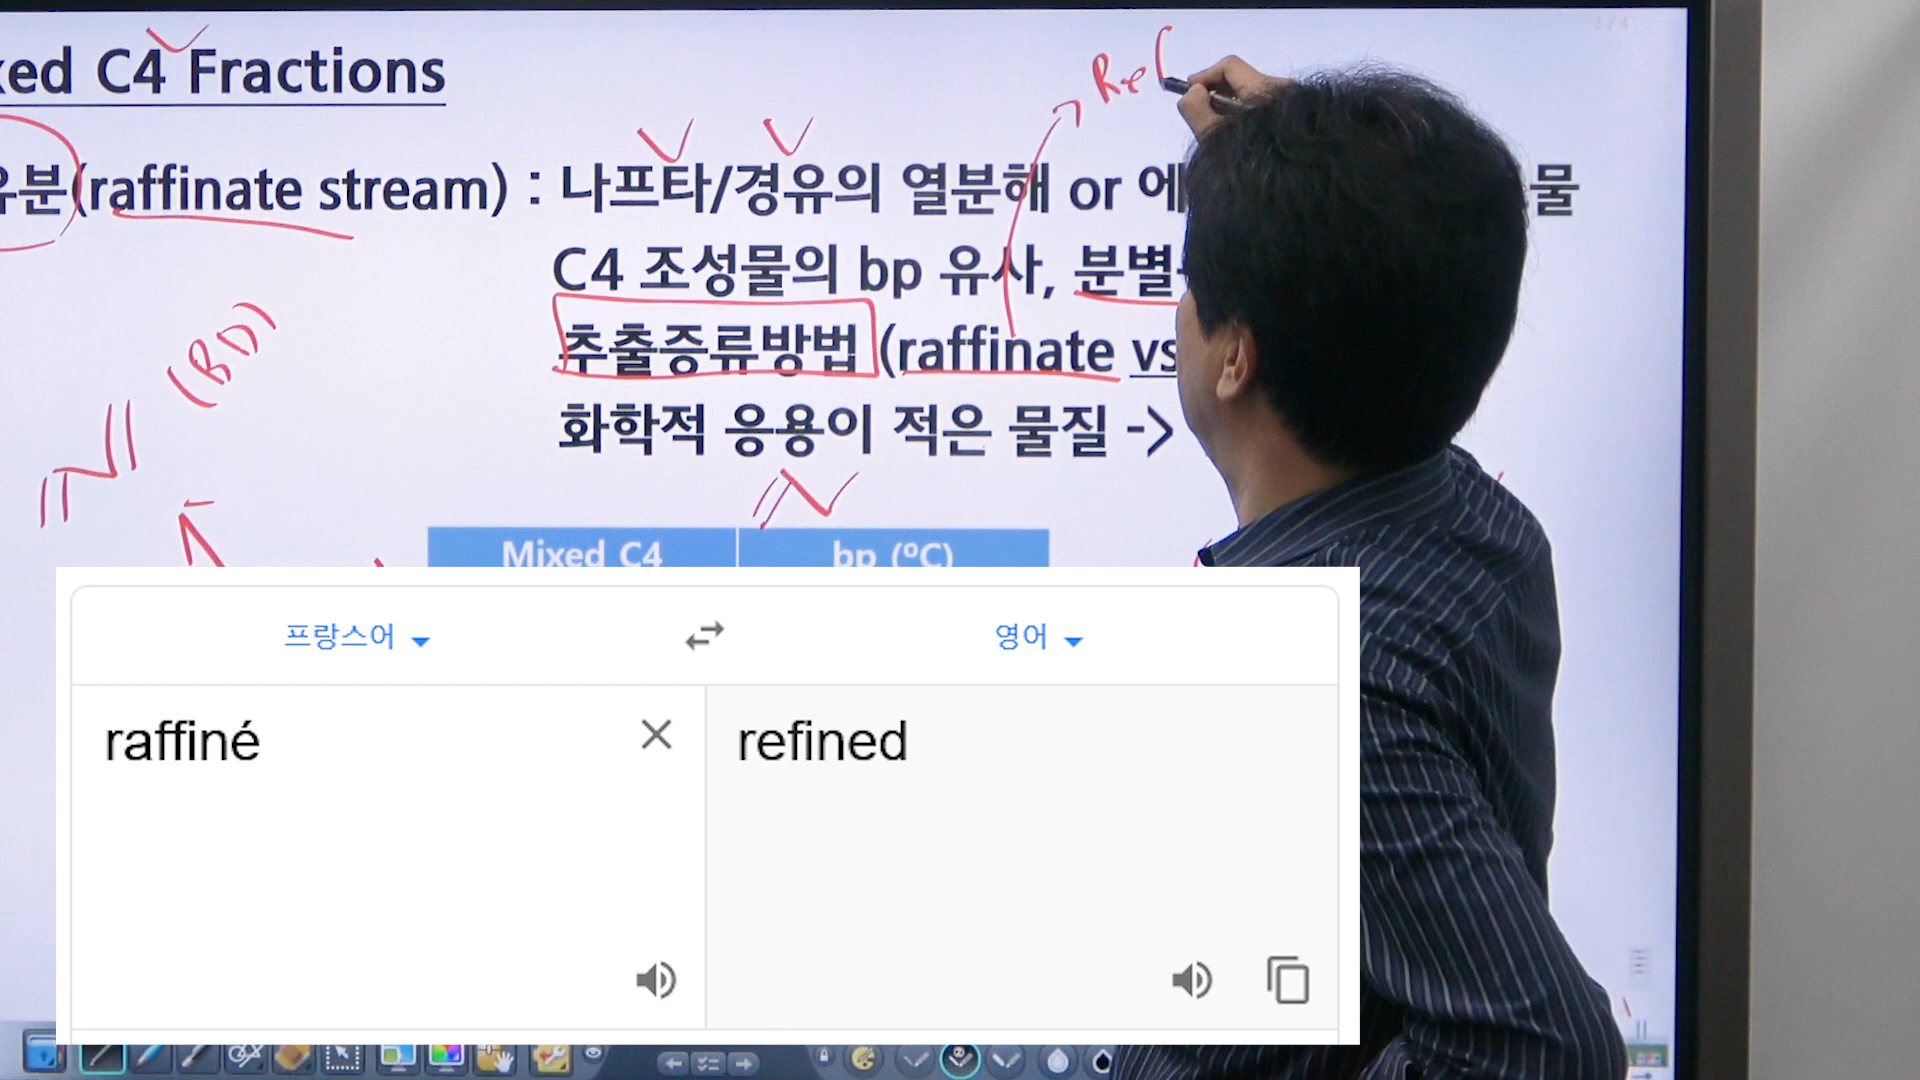 3/4
xed C4 Fractions
Ref
유분(raffinate stream) : 나프타/경유의 열분해 or 에 물
C4 조성물의 bp 유사, 분별
추출증류방법 (raffinate vs
(BD)
화학적 응용이 적은 물질 ->
Mixed C4 bp (ºC)
프랑스어 영어
raffiné refined